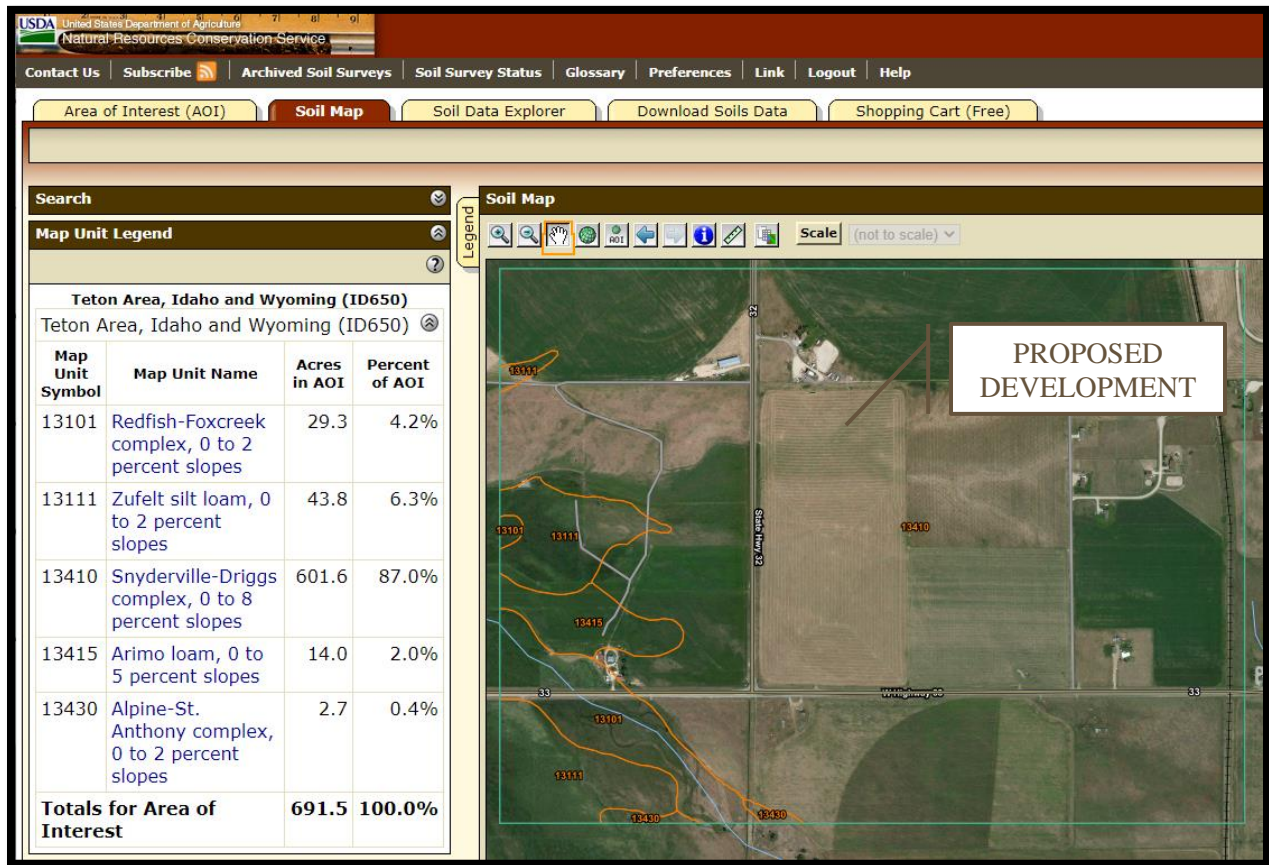 USDA United States Department of Agriculture
Natural Resources Conservation Service
7 8 9
Contact Us Subscribe Archived Soil Surveys Soil Survey Status Glossary Preferences Link Logout Help
Area of Interest (AOI) Soil Map Soil Data Explorer Download Soils Data Shopping Cart (Free)
Search
Map Unit Legend
Teton Area, Idaho and Wyoming (ID650)
Teton Area, Idaho and Wyoming (ID650)
Map Unit Symbol Map Unit Name Acres in AOI Percent of AOI
13101 Redfish-Foxcreek 29.3 4.2%
complex, 0 to 2
percent slopes
13111 Zufelt silt loam, 0 43.8 6.3%
to 2 percent
slopes
13410 Snyderville-Driggs 601.6 87.0%
complex, 0 to 8
percent slopes
13415 Arimo loam, 0 to 14.0 2.0%
5 percent slopes
13430 Alpine-St. 2.7 0.4%
Anthony complex,
0 to 2 percent
slopes
Totals for Area of 691.5 100.0%
Interest
Legend
Soil Map
AOI
Scale (not to scale)
32
PROPOSED
DEVELOPMENT
13111
13101
13111
State Hwy 32
13410
13415
33
33
13101
13111
13430
13430